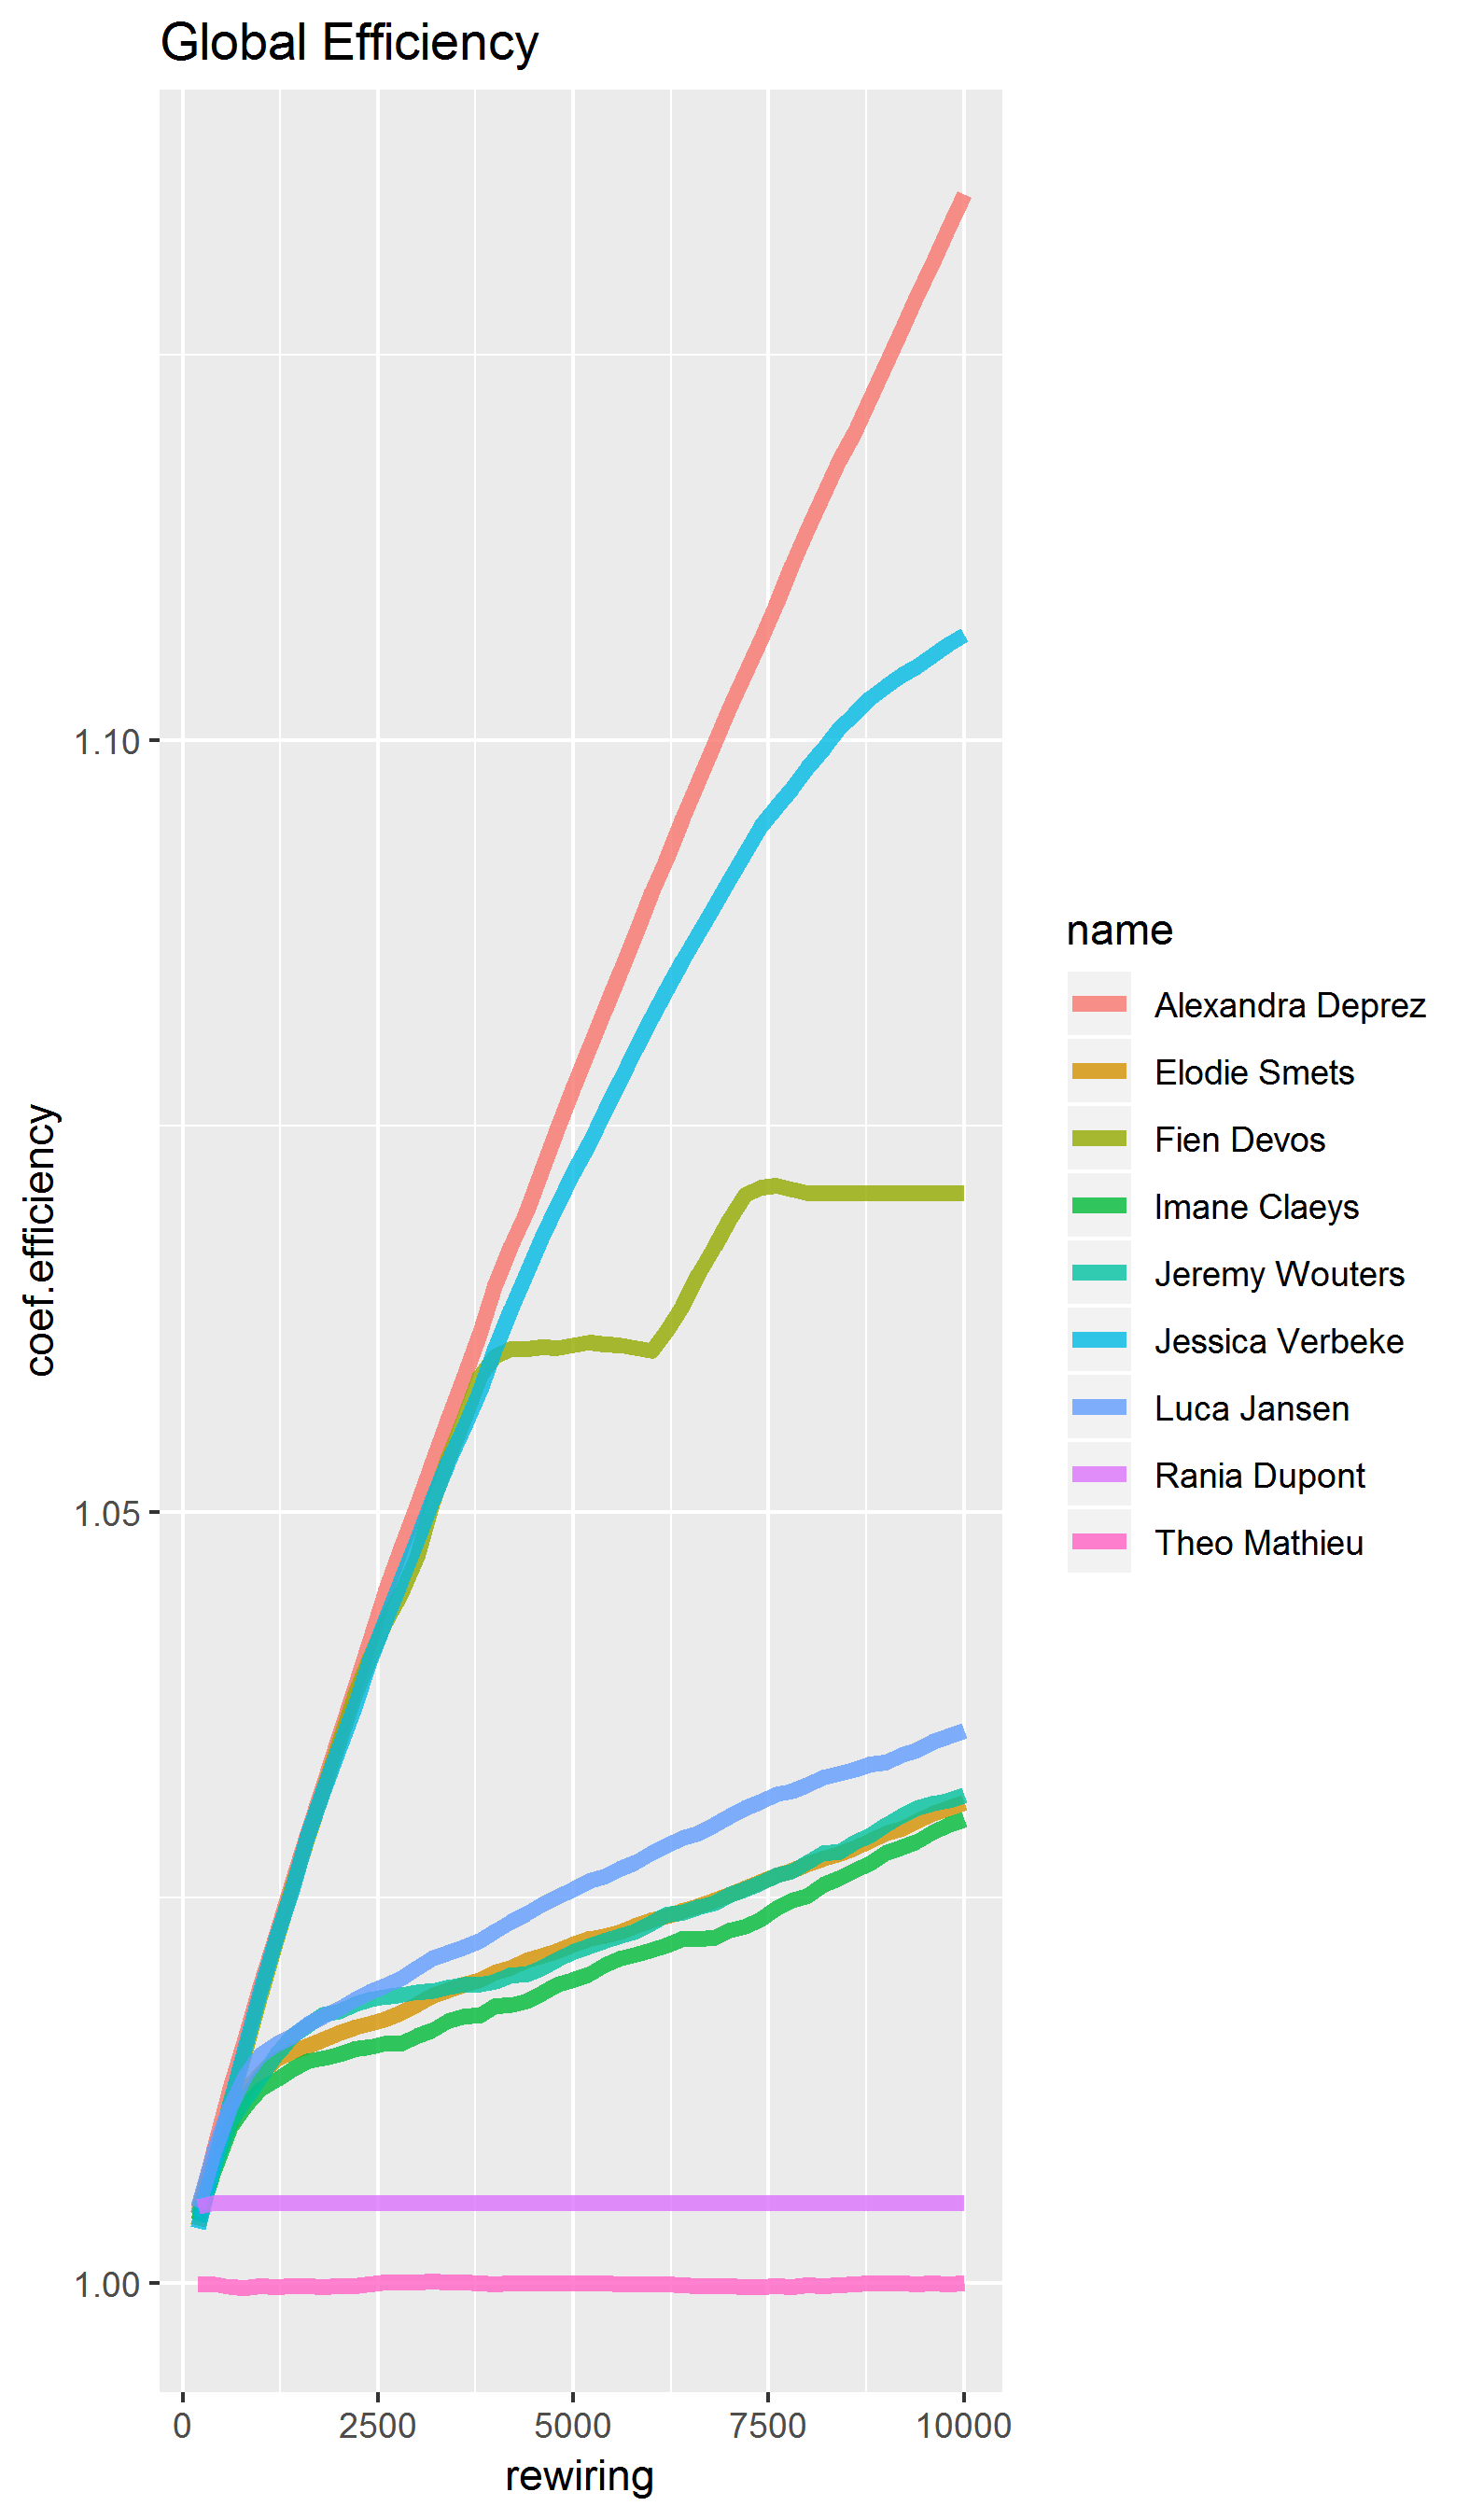 Global Efficiency
1.10
1.05
1.00
coef.efficiency
0 2500 5000 7500 10000
rewiring
name
Alexandra Deprez
Elodie Smets
Fien Devos
Imane Claeys
Jeremy Wouters
Jessica Verbeke
Luca Jansen
Rania Dupont
Theo Mathieu